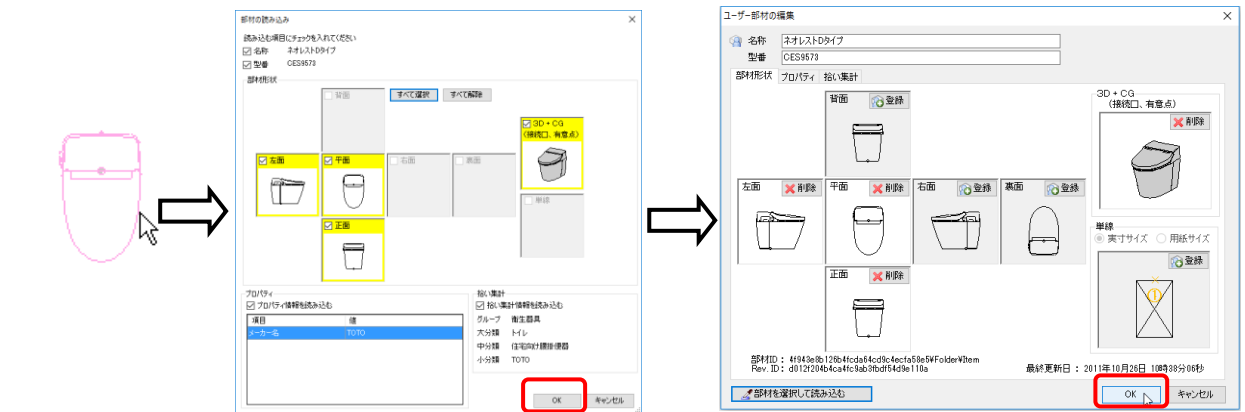 部材の読み込み
読み込む項目にチェックを入れてください
名称 ネオレストDタイプ
型番 CES9573
部材形状
背面
すべて選択 すべて解除
3D + CG
(接続口、有意点)
左面 平面 右面 裏面
単線
正面
プロパティ
プロパティ情報を読み込む
項目 値
メーカー名 TOTO
拾い集計
拾い集計情報を読み込む
グループ 衛生器具
大分類 トイレ
中分類 住宅向け腰掛便器
小分類 TOTO
OK キャンセル
ユーザー部材の編集
名称 ネオレストDタイプ
型番 CES9573
部材形状 プロパティ 拾い集計
背面 登録
3D + CG
(接続口、有意点)
削除
左面 削除 平面 削除 右面 登録 裏面 登録
単線
実寸サイズ 用紙サイズ
登録
正面 削除
部材ID : 4f943e8b126b4fcda64cd9c4ecfa58e5¥Folder¥Item
Rev. ID : d012f204b4ca4fc9ab3fbdf54d9e110a
最終更新日 : 2011年10月26日 10時38分06秒
部材を選択して読み込む
OK キャンセル